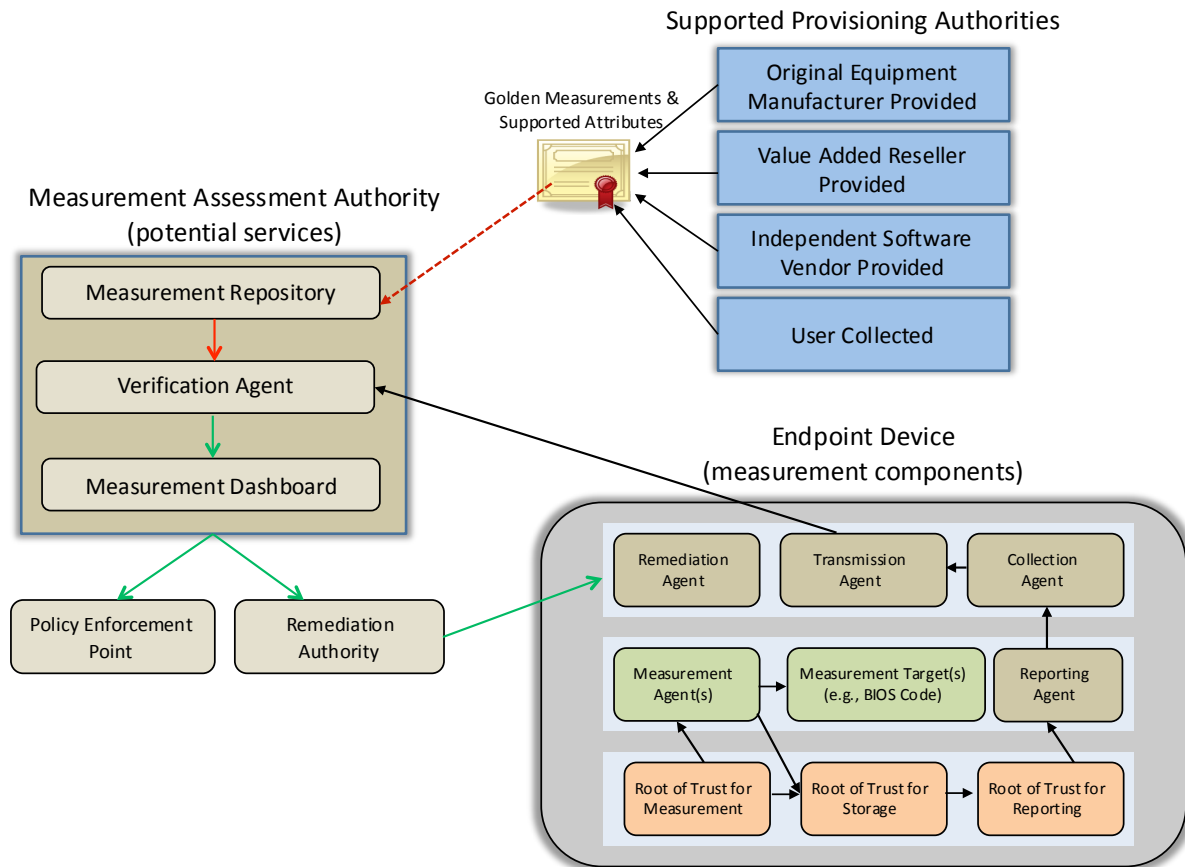 Supported Provisioning Authorities
Original Equipment
Manufacturer Provided
Golden Measurements &
Supported Attributes
Value Added Reseller
Provided
Independent Software
Vendor Provided
User Collected
Measurement Assessment Authority
(potential services)
Measurement Repository
Verification Agent
Measurement Dashboard
Policy Enforcement
Point
Remediation
Authority
Endpoint Device
(measurement components)
Remediation
Agent
Transmission
Agent
Collection
Agent
Measurement
Agent(s)
Measurement Target(s)
(e.g., BIOS Code)
Reporting
Agent
Root of Trust for
Measurement
Root of Trust for
Storage
Root of Trust for
Reporting